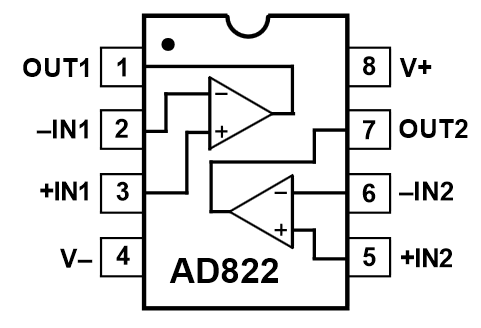 OUT1 1 8 V+
–IN1 2 7 OUT2
+IN1 3 6 –IN2
V– 4 5 +IN2
– +
– +
AD822